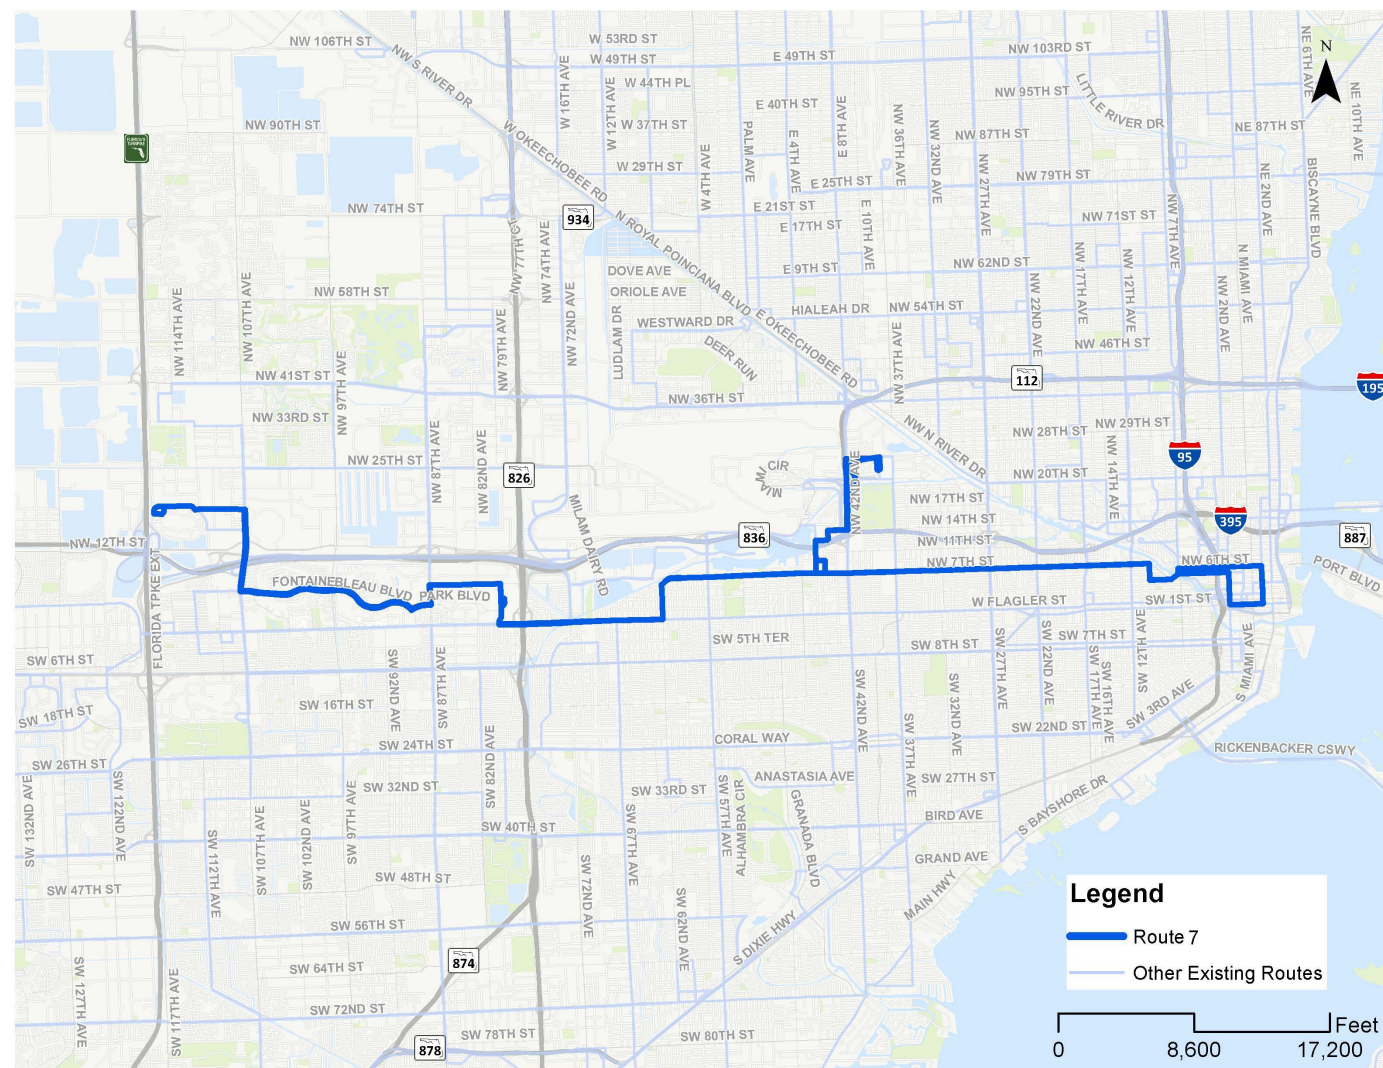 NW 106TH ST
W 53RD ST
W 49TH ST
E 49TH ST
NW 103RD ST
NE 6TH AVE
N
NW S RIVER DR
W 16TH AVE
W 12TH AVE
W 44TH PL
E 40TH ST
E 8TH AVE
NW 95TH ST
LITTLE RIVER DR
NE 10TH AVE
NW 90TH ST
W OKEECHOBEE RD
W 37TH ST
PALM AVE
E 4TH AVE
NW 36TH AVE
NW 32ND AVE
NW 87TH ST
NE 87TH ST
FLORIDA'S
TURNPIKE
W 29TH ST
W 4TH AVE
E 25TH ST
NW 27TH AVE
NW 79TH ST
NE 2ND AVE
BISCAYNE BLVD
NW 74TH ST
934
N ROYAL POINCIANA BLVD
E 21ST ST
E 17TH ST
E 10TH AVE
NW 71ST ST
NW 7TH AVE
NW 77TH CT
NW 74TH AVE
DOVE AVE
ORIOLE AVE
E 9TH ST
NW 62ND ST
NW 17TH AVE
NW 12TH AVE
N MIAMI AVE
NW 114TH AVE
NW 107TH AVE
NW 58TH ST
NW 72ND AVE
LUDLAM DR
WESTWARD DR
E OKEECHOBEE RD
HIALEAH DR
NW 54TH ST
NW 22ND AVE
NW 2ND AVE
NW 79TH AVE
DEER RUN
NW 37TH AVE
NW 46TH ST
NW 41ST ST
NW 97TH AVE
112
195
NW 36TH ST
NW 33RD ST
NW N RIVER DR
NW 28TH ST
NW 29TH ST
NW 87TH AVE
NW 82ND AVE
NW 25TH ST
826
MIAMI CIR
NW 42ND AVE
NW 20TH ST
NW 14TH AVE
95
MILAM DAIRY RD
NW 17TH ST
NW 14TH ST
395
NW 12TH ST
836
NW 11TH ST
887
FLORIDA TPKE EXT
NW 7TH ST
NW 6TH ST
PORT BLVD
FONTAINEBLEAU BLVD
PARK BLVD
W FLAGLER ST
SW 1ST ST
SW 5TH TER
SW 8TH ST
SW 7TH ST
SW 12TH AVE
S MIAMI AVE
SW 6TH ST
SW 92ND AVE
SW 87TH AVE
SW 27TH AVE
SW 22ND AVE
SW 17TH AVE
SW 16TH AVE
SW 18TH ST
SW 16TH ST
SW 42ND AVE
SW 32ND AVE
SW 3RD AVE
SW 24TH ST
SW 82ND AVE
CORAL WAY
SW 37TH AVE
SW 22ND ST
RICKENBACKER CSWY
SW 26TH ST
SW 132ND AVE
SW 122ND AVE
SW 32ND ST
SW 33RD ST
SW 57TH AVE
ALHAMBRA CIR
ANASTASIA AVE
GRANADA BLVD
SW 27TH ST
S BAYSHORE DR
SW 112TH AVE
SW 107TH AVE
SW 102ND AVE
SW 97TH AVE
SW 40TH ST
SW 67TH AVE
BIRD AVE
GRAND AVE
SW 47TH ST
SW 48TH ST
SW 72ND AVE
SW 62ND AVE
MAIN HWY
SW 56TH ST
S DIXIE HWY
SW 127TH AVE
SW 117TH AVE
SW 64TH ST
874
SW 72ND ST
SW 78TH ST
SW 80TH ST
878
Legend
Route 7
Other Existing Routes
Feet
0 8,600 17,200